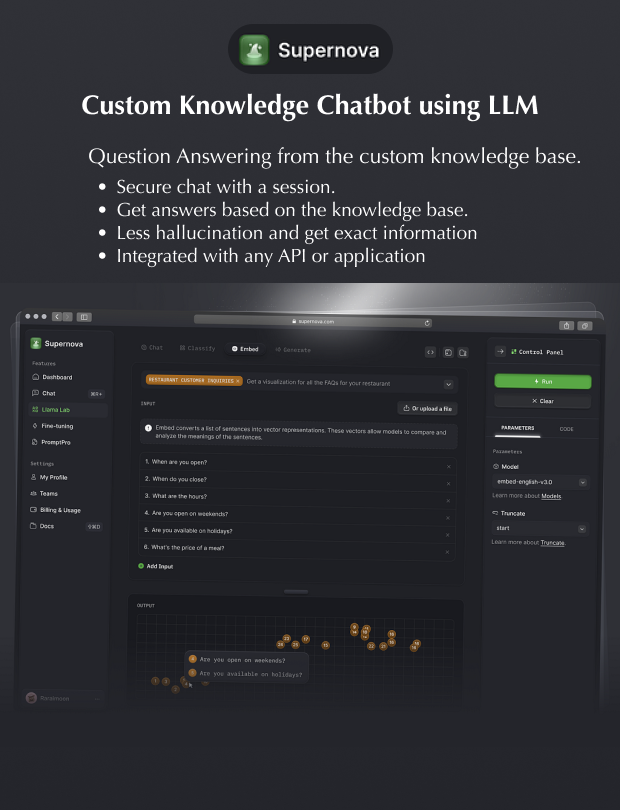 Supernova
Custom Knowledge Chatbot using LLM
Question Answering from the custom knowledge base.
• Secure chat with a session.
• Get answers based on the knowledge base.
• Less hallucination and get exact information
• Integrated with any API or application
supernova.com
Supernova
Features
Dashboard
Chat
Llama Lab
Fine-tuning
PromptPro
Settings
My Profile
Teams
Billing & Usage
Docs
Chat
Classify
Embed
Generate
RESTAURANT CUSTOMER INQUIRIES ×
Get a visualization for all the FAQs for your restaurant
INPUT
Or upload a file
Embed converts a list of sentences into vector representations. These vectors allow models to compare and
analyze the meanings of the sentences.
1. When are you open?
2. When do you close?
3. What are the hours?
4. Are you open on weekends?
5. Are you available on holidays?
6. What's the price of a meal?
Add Input
OUTPUT
Are you open on weekends?
Are you available on holidays?
Control Panel
Run
Clear
PARAMETERS
CODE
Parameters
Model
embed-english-v3.0
Learn more about Models.
Truncate
start
Learn more about Truncate.